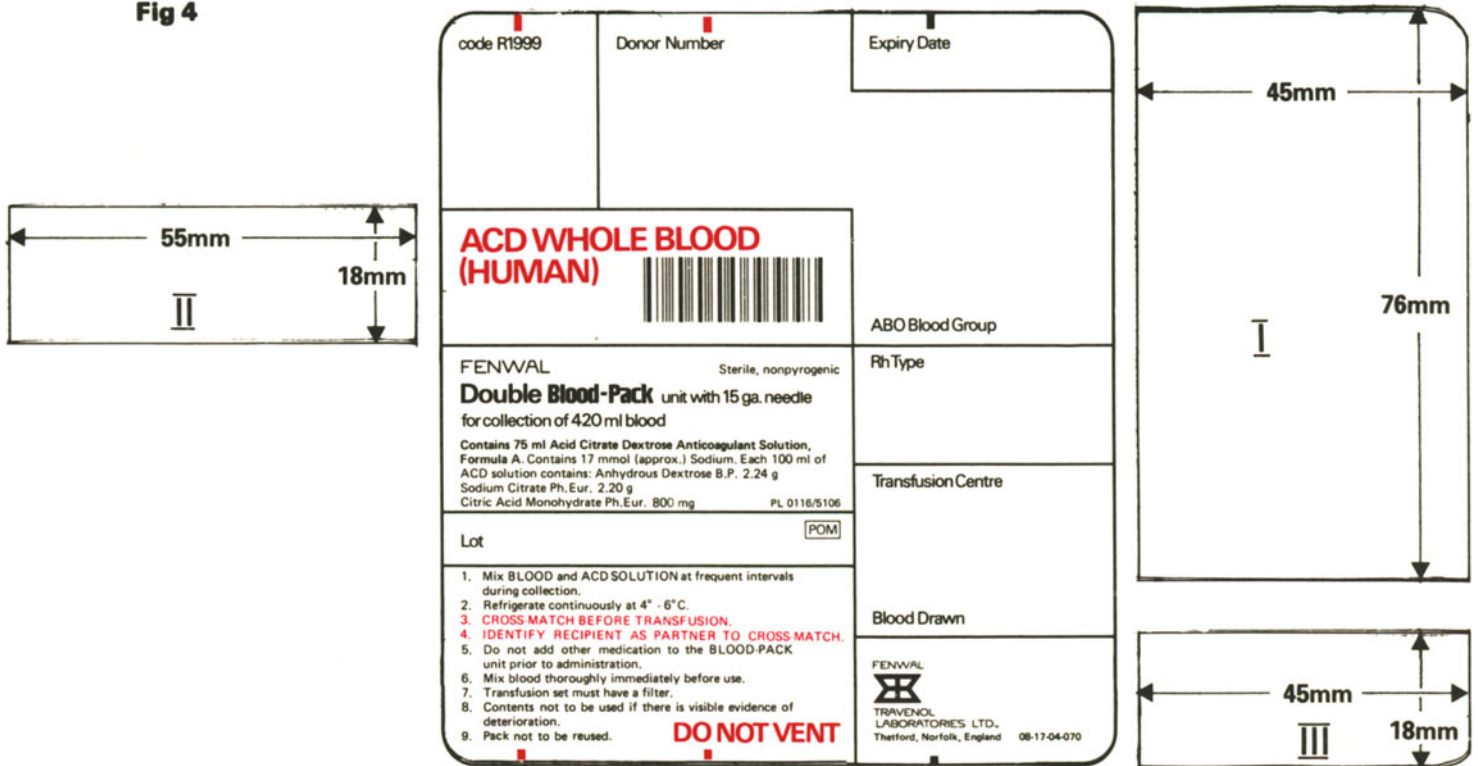 Fig 4
code R1999
Donor Number
Expiry Date
ACD WHOLE BLOOD
(HUMAN)
ABO Blood Group
FENWAL
Sterile, nonpyrogenic
Double Blood-Pack unit with 15 ga. needle
for collection of 420 ml blood
Contains 75 ml Acid Citrate Dextrose Anticoagulant Solution,
Formula A. Contains 17 mmol (approx.) Sodium. Each 100 ml of
ACD solution contains: Anhydrous Dextrose B.P. 2.24 g
Sodium Citrate Ph.Eur. 2.20 g
Citric Acid Monohydrate Ph.Eur. 800 mg
PL 0116/5106
Lot
POM
1. Mix BLOOD and ACD SOLUTION at frequent intervals
during collection.
2. Refrigerate continuously at 4° - 6°C.
3. CROSS-MATCH BEFORE TRANSFUSION.
4. IDENTIFY RECIPIENT AS PARTNER TO CROSS-MATCH.
5. Do not add other medication to the BLOOD-PACK
unit prior to administration.
6. Mix blood thoroughly immediately before use.
7. Transfusion set must have a filter.
8. Contents not to be used if there is visible evidence of
deterioration.
9. Pack not to be reused.
DO NOT VENT
Rh Type
Transfusion Centre
Blood Drawn
FENWAL
TRAVENOL
LABORATORIES LTD.,
Thetford, Norfolk, England
08-17-04-070
55mm
18mm
II
45mm
76mm
I
45mm
18mm
III